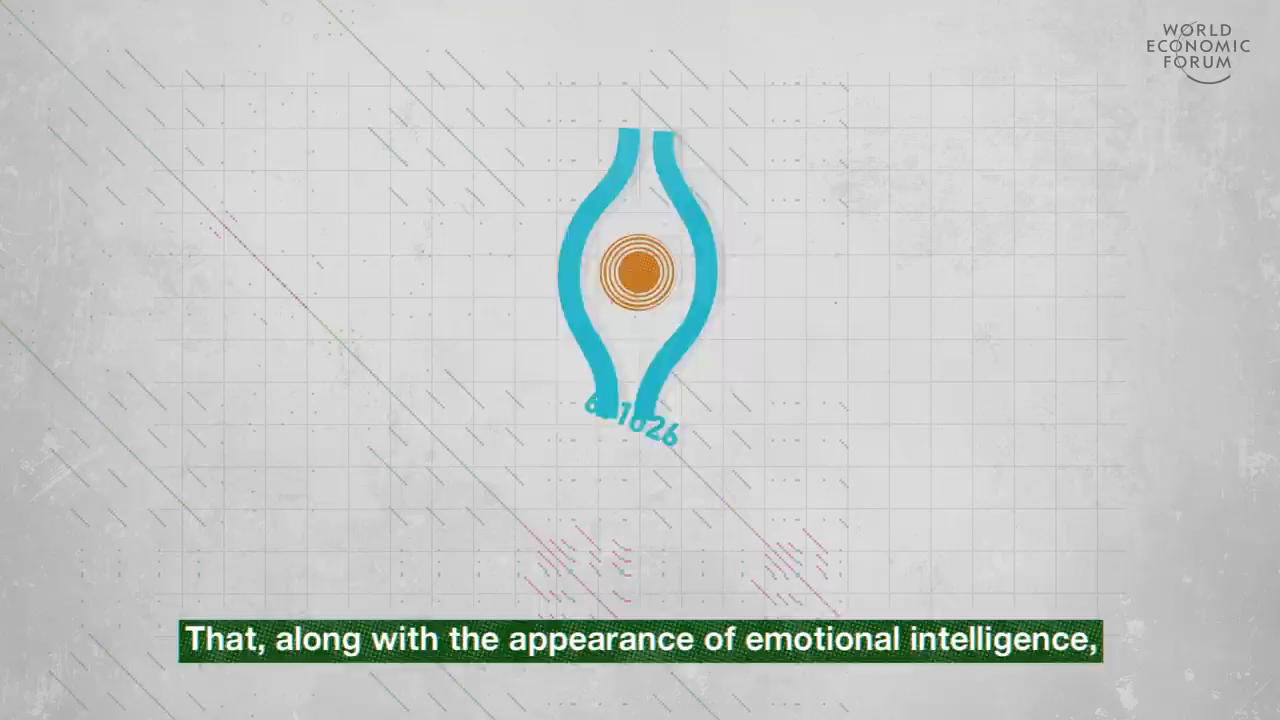 WORLD
ECONOMIC
FORUM
That, along with the appearance of emotional intelligence,